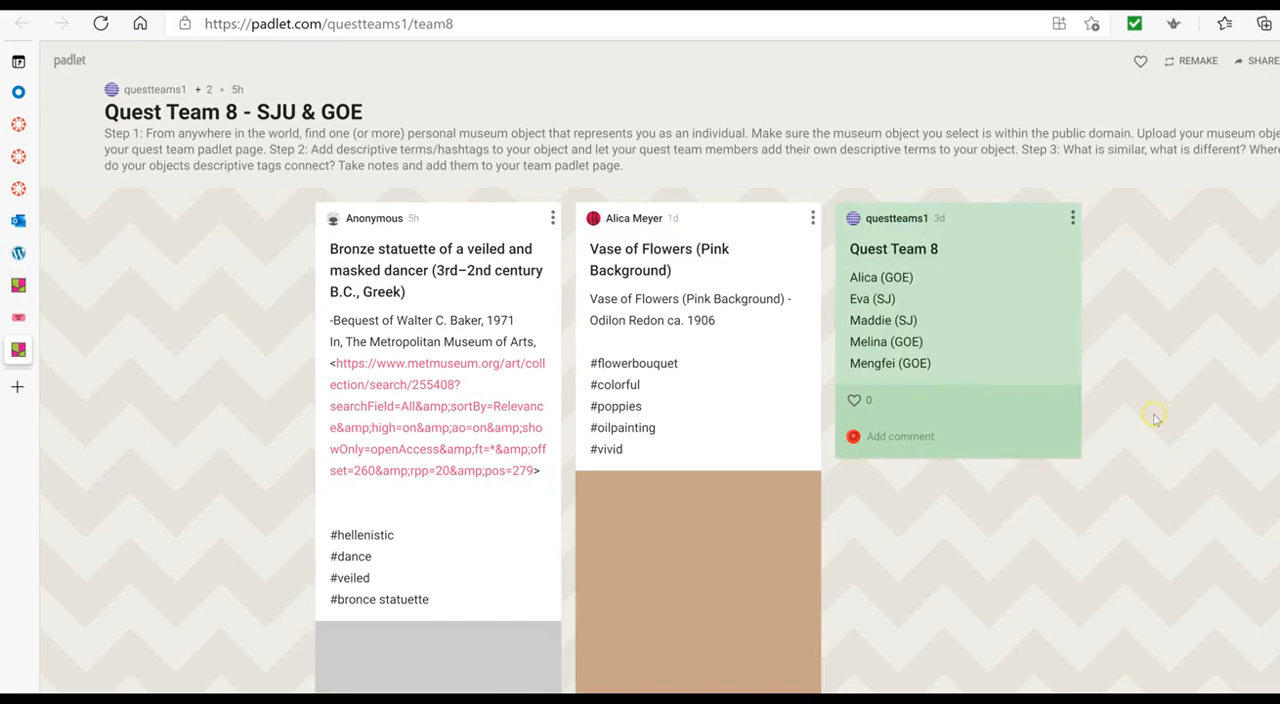 https://padlet.com/questteams1/team8
padlet
REMAKE
SHARE
questteams1 + 2 • 5h
Quest Team 8 - SJU & GOE
Step 1: From anywhere in the world, find one (or more) personal museum object that represents you as an individual. Make sure the museum object you select is within the public domain. Upload your museum obje
your quest team padlet page. Step 2: Add descriptive terms/hashtags to your object and let your quest team members add their own descriptive terms to your object. Step 3: What is similar, what is different? Where
do your objects descriptive tags connect? Take notes and add them to your team padlet page.
Anonymous 5h
Bronze statuette of a veiled and
masked dancer (3rd–2nd century
B.C., Greek)
-Bequest of Walter C. Baker, 1971
In, The Metropolitan Museum of Arts,
<https://www.metmuseum.org/art/coll
ection/search/255408?
searchField=All&amp;sortBy=Relevanc
e&amp;high=on&amp;ao=on&amp;sho
wOnly=openAccess&amp;ft=*&amp;off
set=260&amp;rpp=20&amp;pos=279>
#hellenistic
#dance
#veiled
#bronze statuette
Alica Meyer 1d
Vase of Flowers (Pink
Background)
Vase of Flowers (Pink Background) -
Odilon Redon ca. 1906
#flowerbouquet
#colorful
#poppies
#oilpainting
#vivid
questteams1 3d
Quest Team 8
Alica (GOE)
Eva (SJ)
Maddie (SJ)
Melina (GOE)
Mengfei (GOE)
0
Add comment